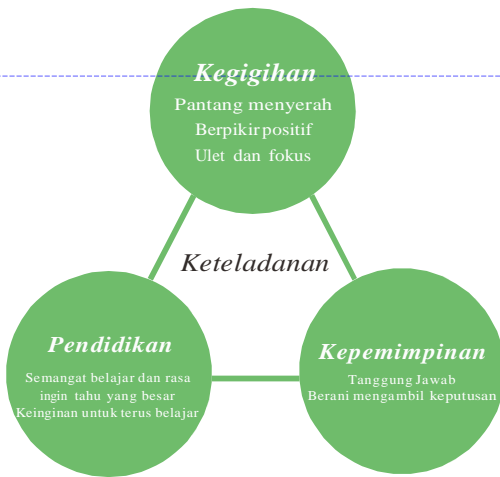 Kegigihan
Pantang menyerah
Berpikir positif
Ulet dan fokus
Keteladanan
Pendidikan
Semangat belajar dan rasa
ingin tahu yang besar
Keinginan untuk terus belajar
Kepemimpinan
Tanggung Jawab
Berani mengambil keputusan